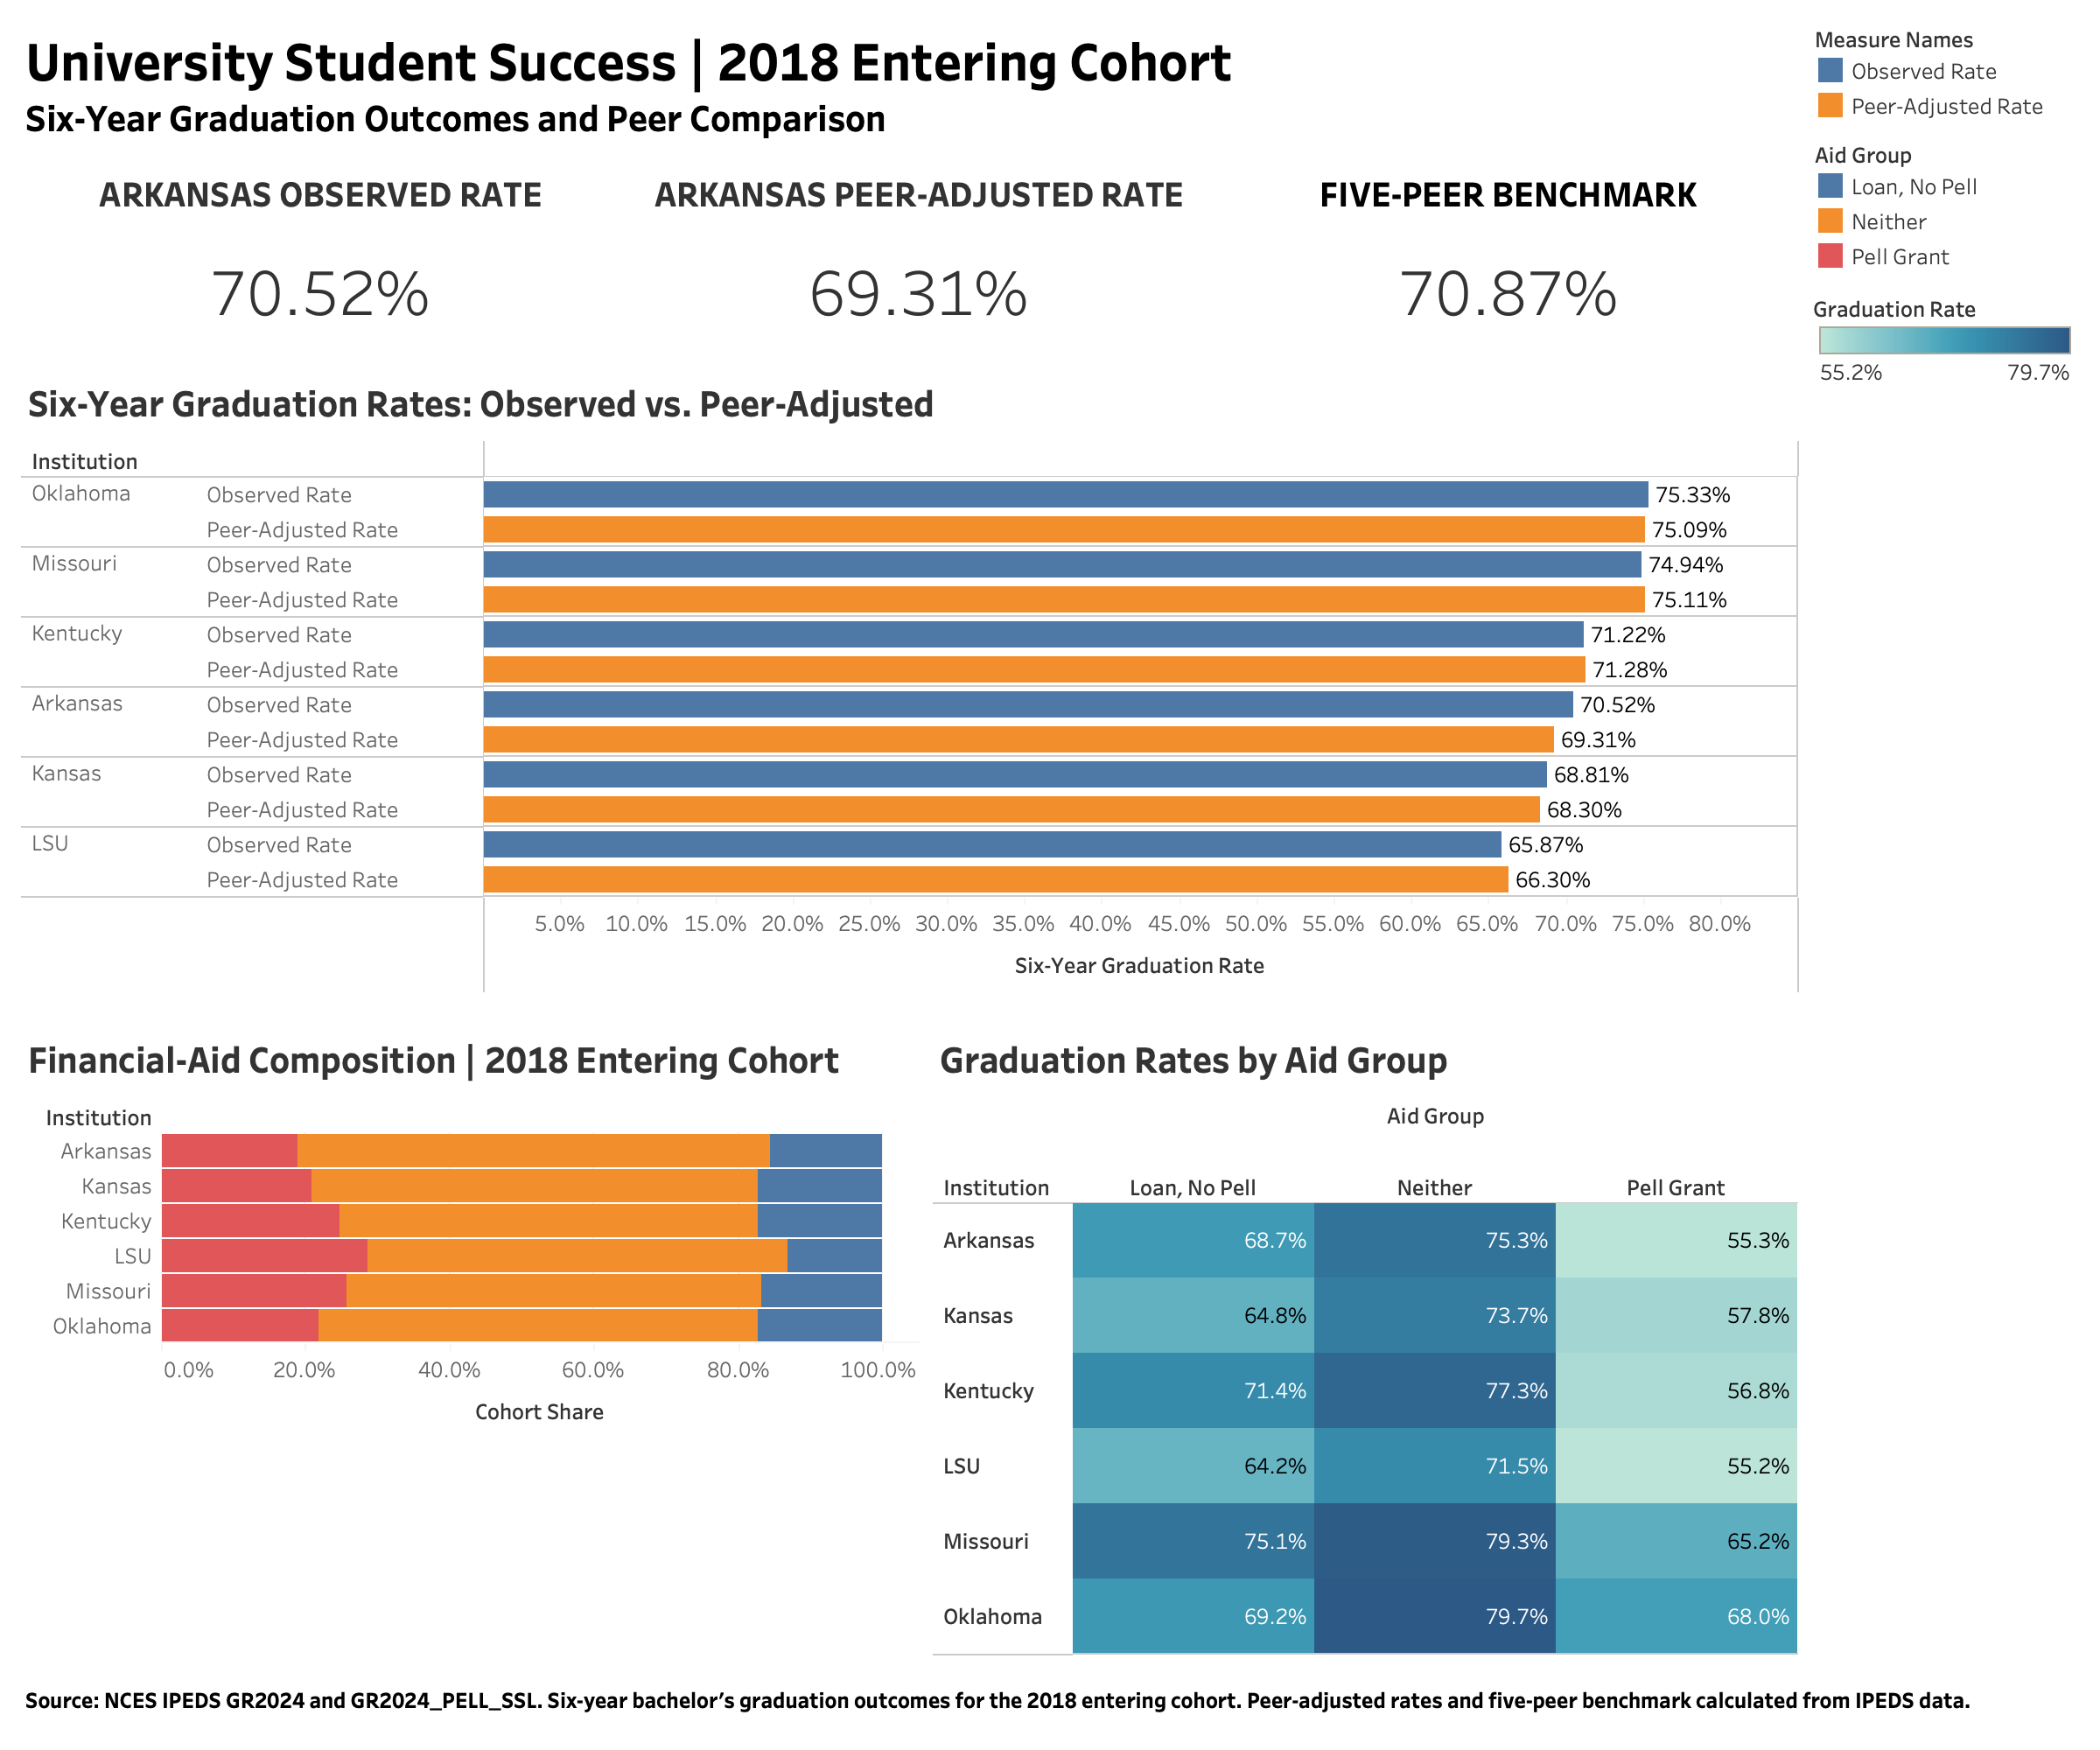 University Student Success | 2018 Entering Cohort
Six-Year Graduation Outcomes and Peer Comparison
Measure Names
Observed Rate
Peer-Adjusted Rate
Aid Group
Loan, No Pell
Neither
Pell Grant
Graduation Rate
55.2% 79.7%
ARKANSAS OBSERVED RATE
70.52%
ARKANSAS PEER-ADJUSTED RATE
69.31%
FIVE-PEER BENCHMARK
70.87%
Six-Year Graduation Rates: Observed vs. Peer-Adjusted
Institution
Oklahoma Observed Rate 75.33%
Peer-Adjusted Rate 75.09%
Missouri Observed Rate 74.94%
Peer-Adjusted Rate 75.11%
Kentucky Observed Rate 71.22%
Peer-Adjusted Rate 71.28%
Arkansas Observed Rate 70.52%
Peer-Adjusted Rate 69.31%
Kansas Observed Rate 68.81%
Peer-Adjusted Rate 68.30%
LSU Observed Rate 65.87%
Peer-Adjusted Rate 66.30%
5.0% 10.0% 15.0% 20.0% 25.0% 30.0% 35.0% 40.0% 45.0% 50.0% 55.0% 60.0% 65.0% 70.0% 75.0% 80.0%
Six-Year Graduation Rate
Financial-Aid Composition | 2018 Entering Cohort
Institution
Arkansas
Kansas
Kentucky
LSU
Missouri
Oklahoma
0.0% 20.0% 40.0% 60.0% 80.0% 100.0%
Cohort Share
Graduation Rates by Aid Group
Aid Group
Institution Loan, No Pell Neither Pell Grant
Arkansas 68.7% 75.3% 55.3%
Kansas 64.8% 73.7% 57.8%
Kentucky 71.4% 77.3% 56.8%
LSU 64.2% 71.5% 55.2%
Missouri 75.1% 79.3% 65.2%
Oklahoma 69.2% 79.7% 68.0%
Source: NCES IPEDS GR2024 and GR2024_PELL_SSL. Six-year bachelor’s graduation outcomes for the 2018 entering cohort. Peer-adjusted rates and five-peer benchmark calculated from IPEDS data.